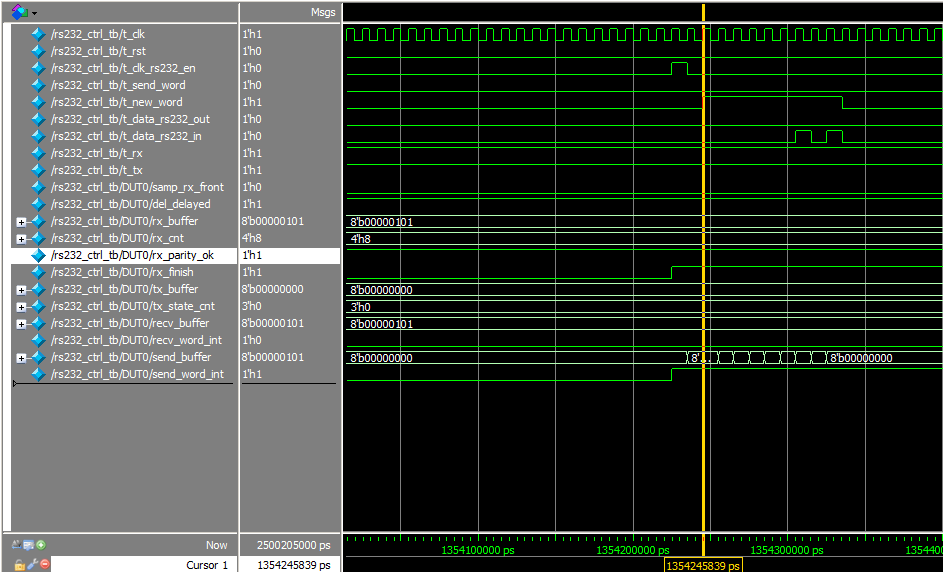 Msgs
/rs232_ctrl_tb/t_clk 1'h1
/rs232_ctrl_tb/t_rst 1'h0
/rs232_ctrl_tb/t_clk_rs232_en 1'h0
/rs232_ctrl_tb/t_send_word 1'h0
/rs232_ctrl_tb/t_new_word 1'h1
/rs232_ctrl_tb/t_data_rs232_out 1'h0
/rs232_ctrl_tb/t_data_rs232_in 1'h0
/rs232_ctrl_tb/t_rx 1'h1
/rs232_ctrl_tb/t_tx 1'h1
/rs232_ctrl_tb/DUT0/samp_rx_front 1'h0
/rs232_ctrl_tb/DUT0/del_delayed 1'h1
/rs232_ctrl_tb/DUT0/rx_buffer 8'b00000101 8'b00000101
/rs232_ctrl_tb/DUT0/rx_cnt 4'h8 4'h8
/rs232_ctrl_tb/DUT0/rx_parity_ok 1'h1
/rs232_ctrl_tb/DUT0/rx_finish 1'h1
/rs232_ctrl_tb/DUT0/tx_buffer 8'b00000000 8'b00000000
/rs232_ctrl_tb/DUT0/tx_state_cnt 3'h0 3'h0
/rs232_ctrl_tb/DUT0/recv_buffer 8'b00000101 8'b00000101
/rs232_ctrl_tb/DUT0/recv_word_int 1'h0
/rs232_ctrl_tb/DUT0/send_buffer 8'b00000101 8'b00000000 8'... 8'b00000000
/rs232_ctrl_tb/DUT0/send_word_int 1'h1
Now 2500205000 ps 1354100000 ps 1354200000 ps 1354300000 ps 135440
Cursor 1 1354245839 ps 1354245839 ps